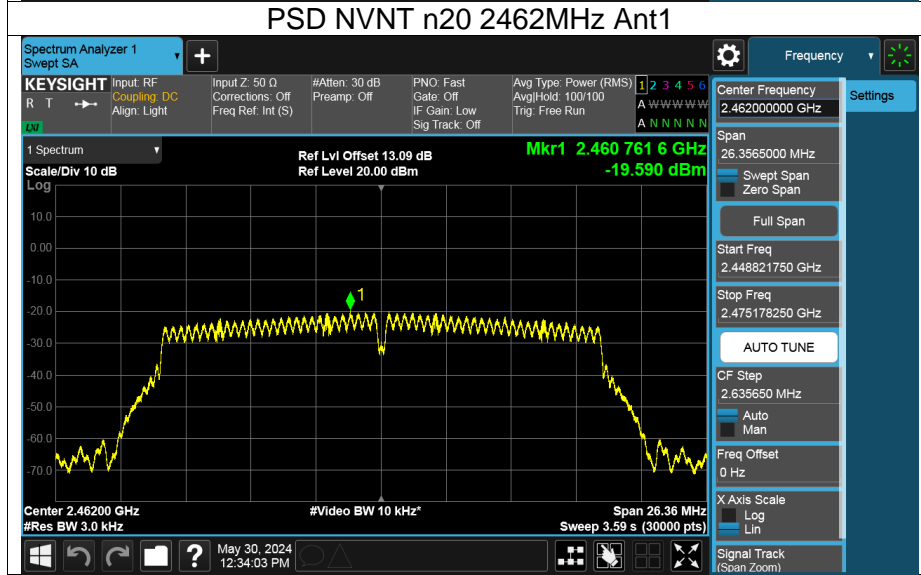 PSD NVNT n20 2462MHz Ant1
Spectrum Analyzer 1
Swept SA
+
Frequency
KEYSIGHT
R T
LXI
Input: RF
Coupling: DC
Align: Light
Input Z: 50 Ω
Corrections: Off
Freq Ref: Int (S)
#Atten: 30 dB
Preamp: Off
PNO: Fast
Gate: Off
IF Gain: Low
Sig Track: Off
Avg Type: Power (RMS)
Avg|Hold: 100/100
Trig: Free Run
1 2 3 4 5 6
A W W W W W
A N N N N N
1 Spectrum
Scale/Div 10 dB
Log
Ref Lvl Offset 13.09 dB
Ref Level 20.00 dBm
Mkr1 2.460 761 6 GHz
-19.590 dBm
10.0
0.00
-10.0
-20.0
-30.0
-40.0
-50.0
-60.0
-70.0
1
Center 2.46200 GHz
#Res BW 3.0 kHz
#Video BW 10 kHz*
Span 26.36 MHz
Sweep 3.59 s (30000 pts)
?
May 30, 2024
12:34:03 PM
Center Frequency
2.462000000 GHz
Span
26.3565000 MHz
Swept Span
Zero Span
Full Span
Start Freq
2.448821750 GHz
Stop Freq
2.475178250 GHz
AUTO TUNE
CF Step
2.635650 MHz
Auto
Man
Freq Offset
0 Hz
X Axis Scale
Log
Lin
Signal Track
(Span Zoom)
Settings